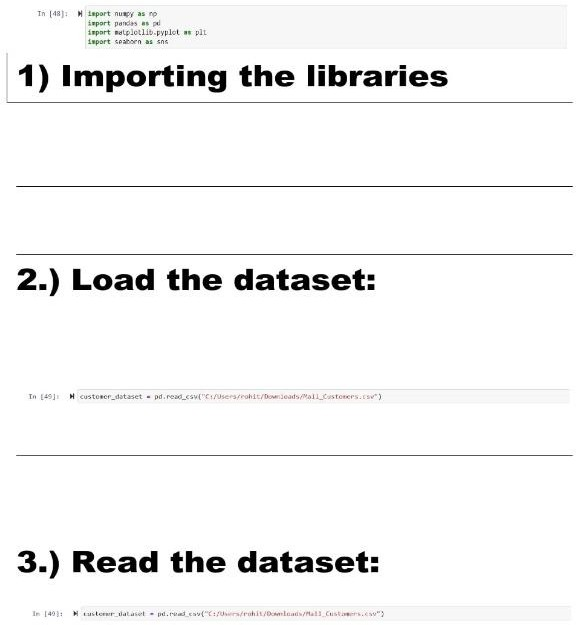 In [48]: import numpy as np
import pandas as pd
import matplotlib.pyplot as plt
import seaborn as sns
1) Importing the libraries
2.) Load the dataset:
In [49]: customer_dataset = pd.read_csv("C:/Users/rohit/Downloads/Mall_Customers.csv")
3.) Read the dataset:
In [49]: customer_dataset = pd.read_csv("C:/Users/rohit/Downloads/Mall_Customers.csv")